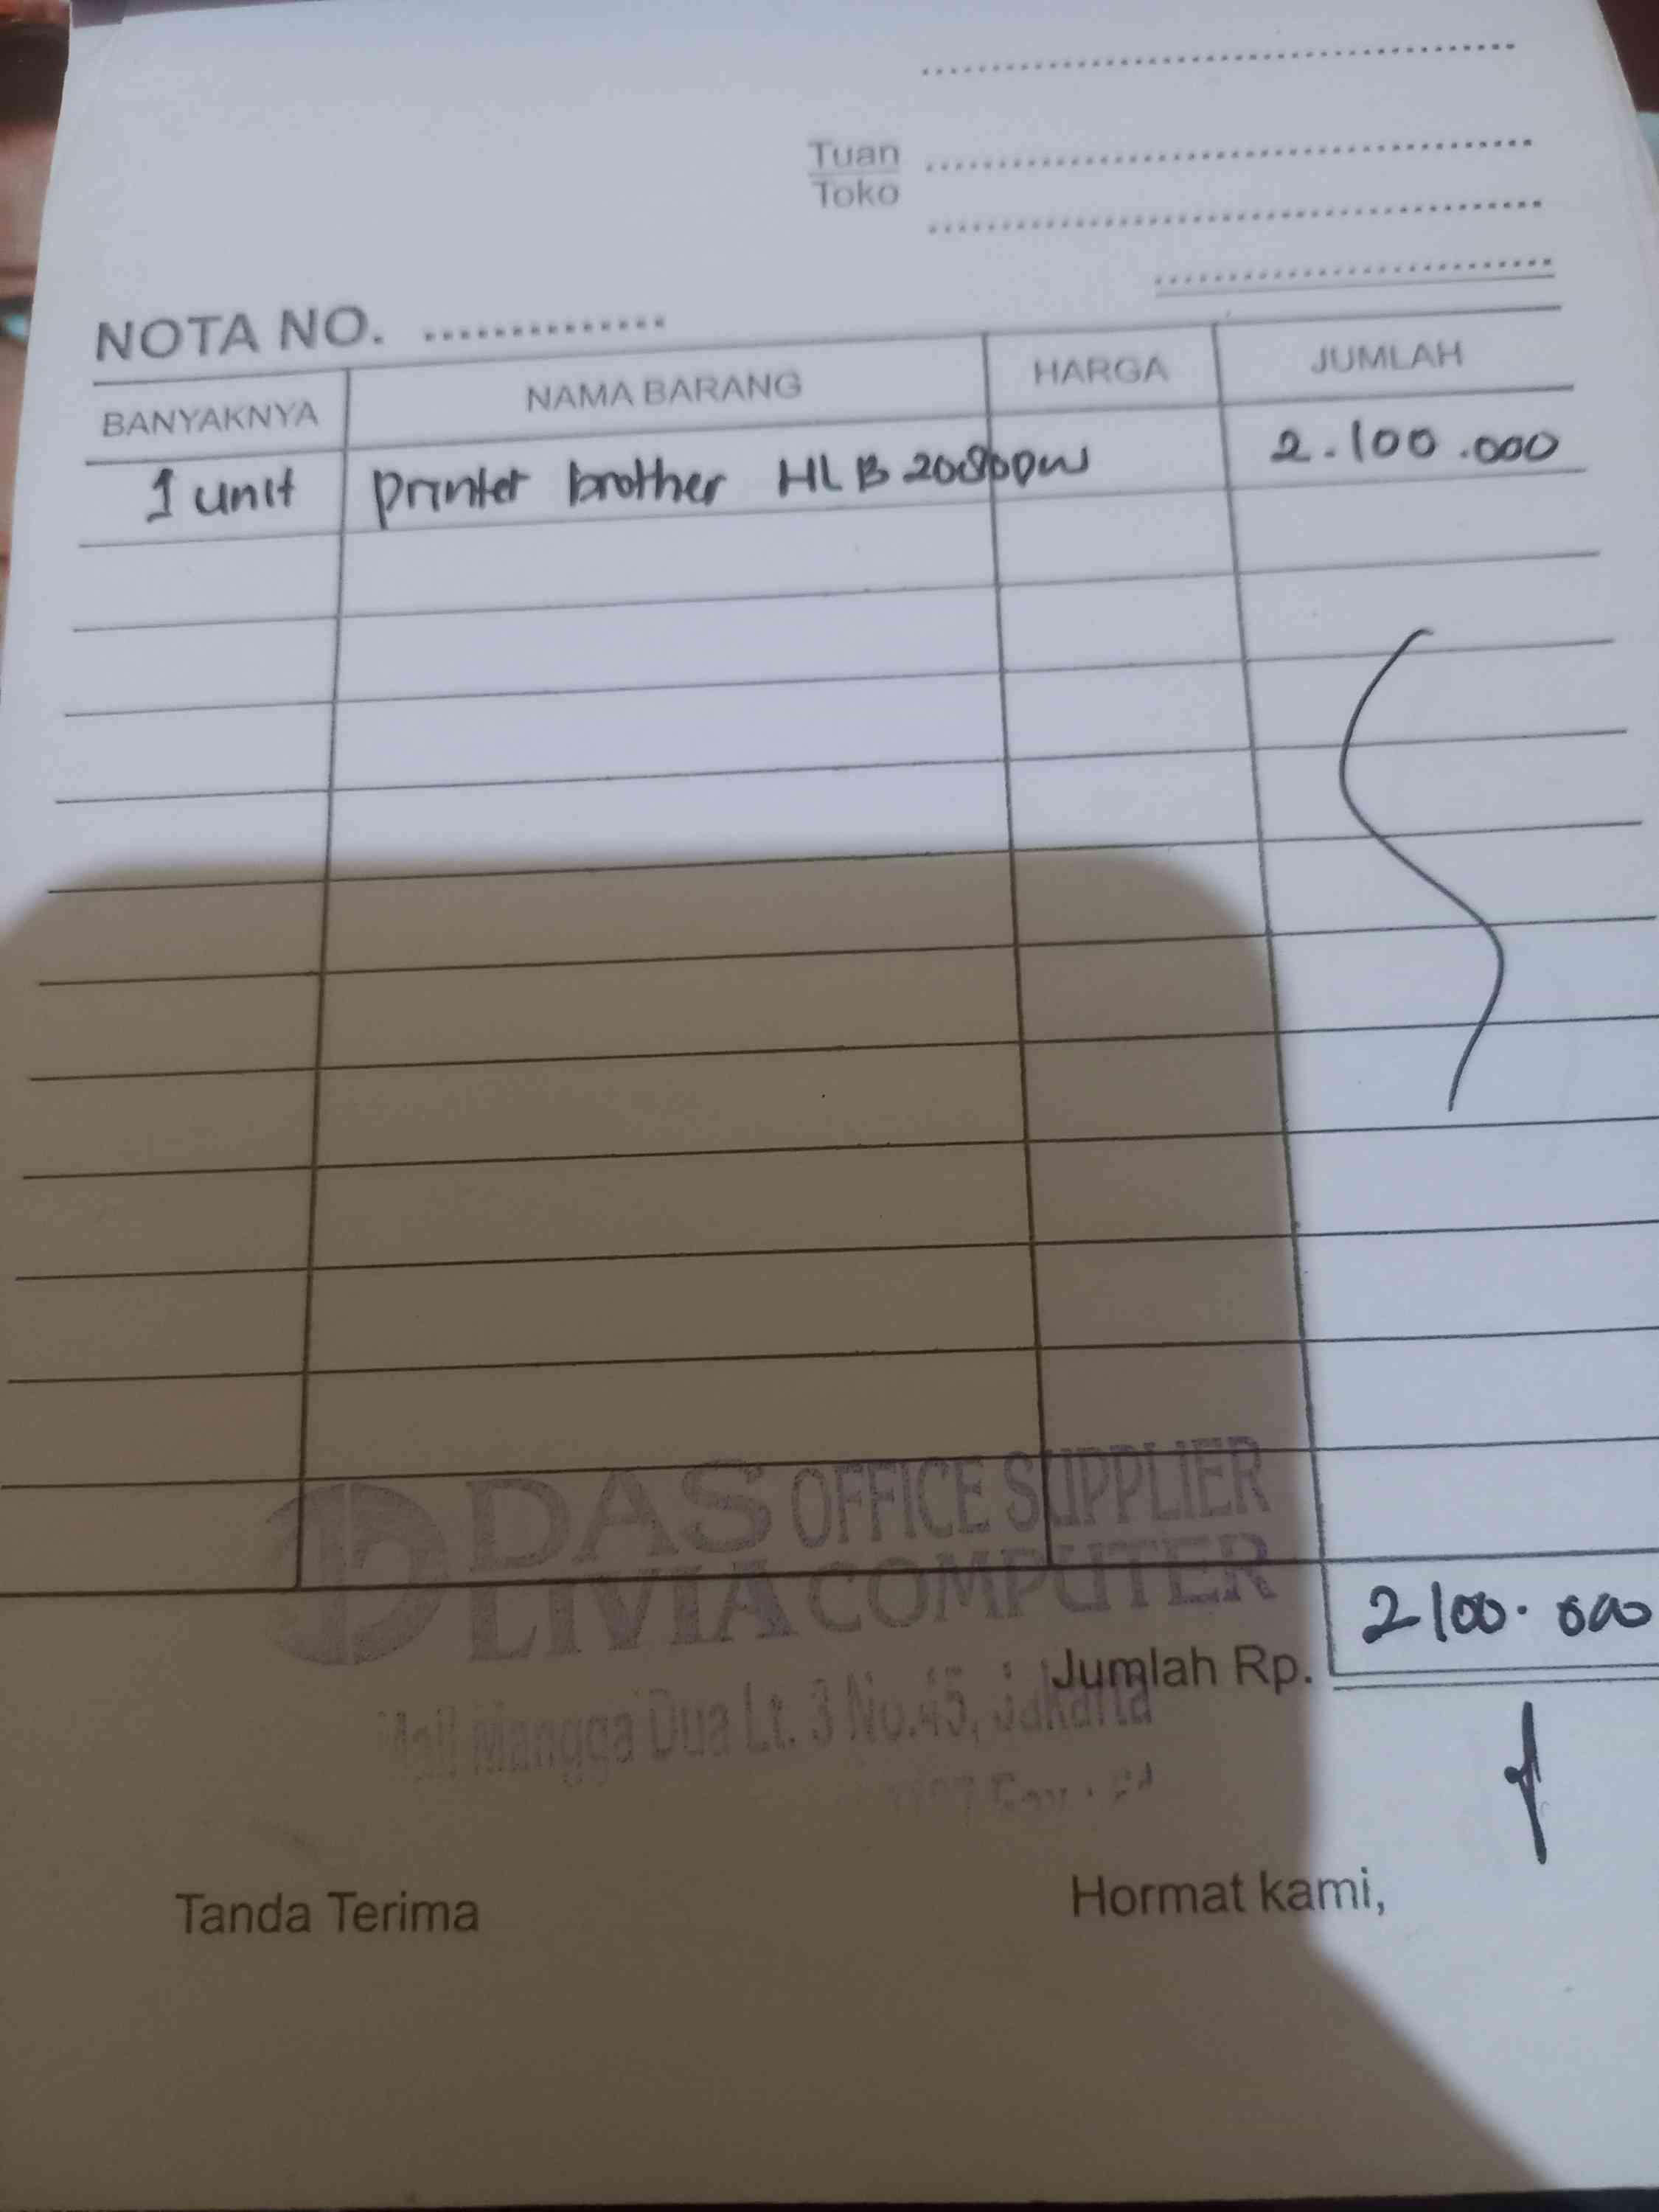 Tuan
Toko
NOTA NO.
BANYAKNYA NAMA BARANG HARGA JUMLAH
1 unit printer brother HL B 2080DW 2.100.000
DAS OFFICE SUPPLIER
LIVIA COMPUTER
Jumlah Rp. 2100.000
Mall Mangga Dua Lt. 3 No.45, Jakarta
Tanda Terima Hormat kami,